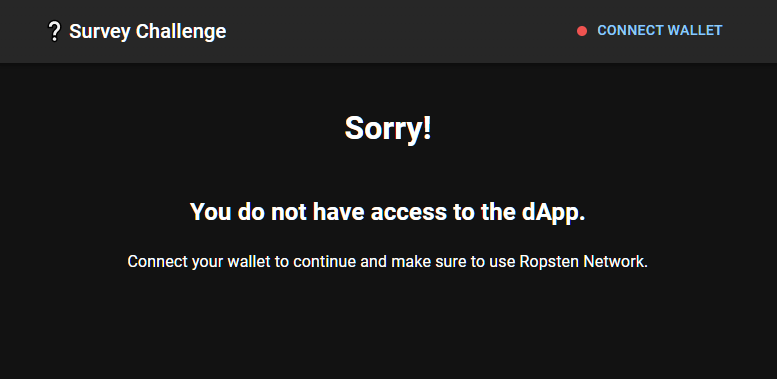 ❔ Survey Challenge
CONNECT WALLET
Sorry!
You do not have access to the dApp.
Connect your wallet to continue and make sure to use Ropsten Network.